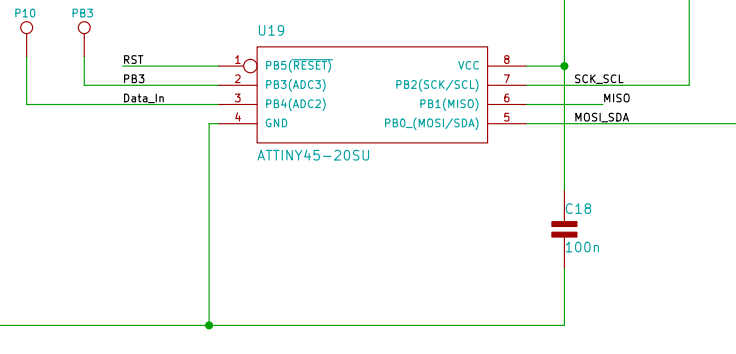 P10
PB3
U19
RST
1
PB5(RESET)
VCC
8
PB3
2
PB3(ADC3)
PB2(SCK/SCL)
7
SCK_SCL
Data_In
3
PB4(ADC2)
PB1(MISO)
6
MISO
4
GND
PB0_(MOSI/SDA)
5
MOSI_SDA
ATTINY45-20SU
C18
100n